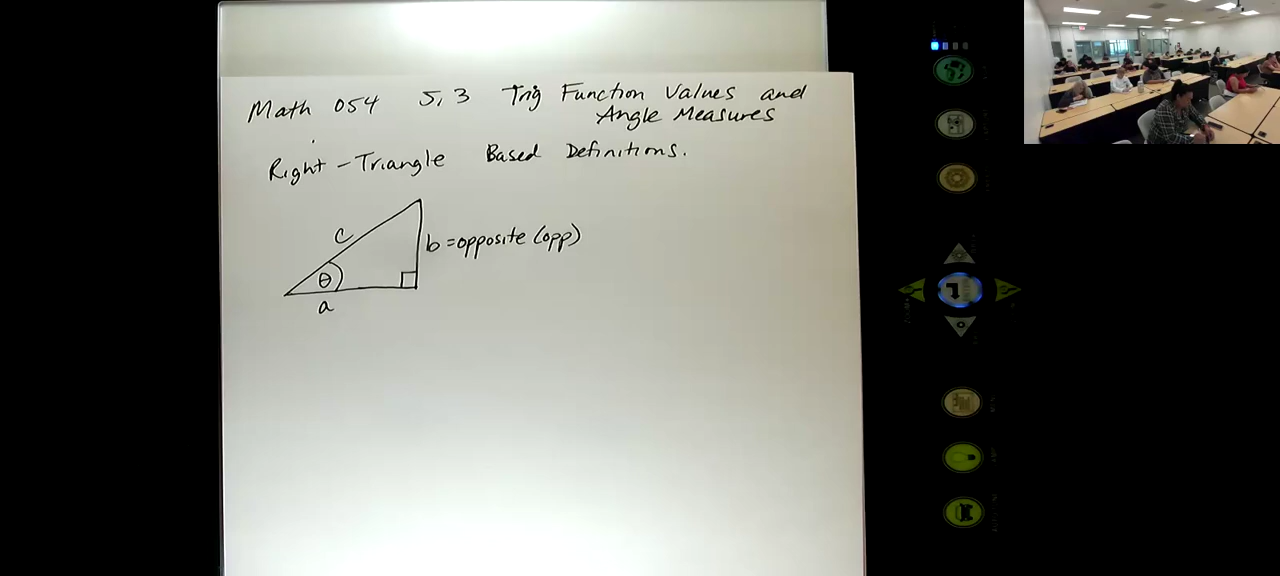 Math 054 5.3 Trig Function Values and
Angle Measures
Right-Triangle Based Definitions.
c
b = opposite (opp)
θ
a